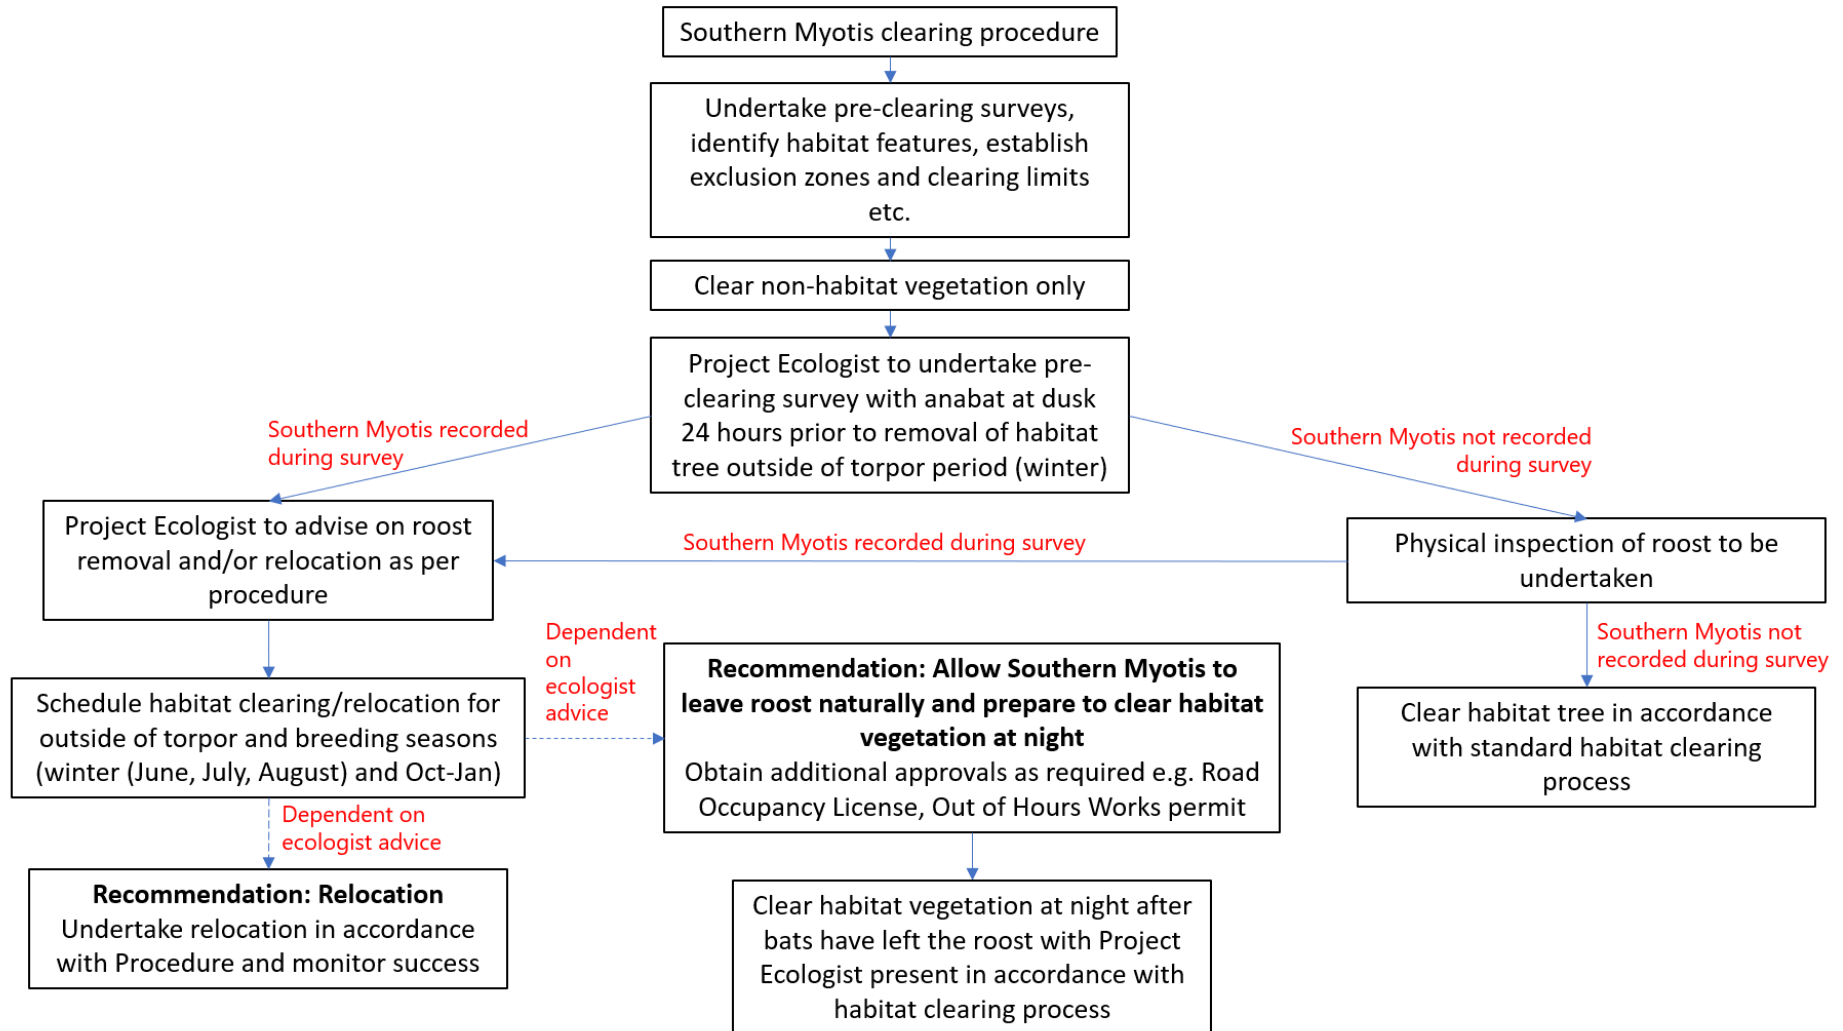 Southern Myotis clearing procedure
Undertake pre-clearing surveys,
identify habitat features, establish
exclusion zones and clearing limits
etc.
Clear non-habitat vegetation only
Project Ecologist to undertake pre-
clearing survey with anabat at dusk
24 hours prior to removal of habitat
tree outside of torpor period (winter)
Southern Myotis recorded
during survey
Southern Myotis not recorded
during survey
Project Ecologist to advise on roost
removal and/or relocation as per
procedure
Southern Myotis recorded during survey
Physical inspection of roost to be
undertaken
Southern Myotis not
recorded during survey
Schedule habitat clearing/relocation for
outside of torpor and breeding seasons
(winter (June, July, August) and Oct-Jan)
Dependent
on
ecologist
advice
Recommendation: Allow Southern Myotis to
leave roost naturally and prepare to clear habitat
vegetation at night
Obtain additional approvals as required e.g. Road
Occupancy License, Out of Hours Works permit
Clear habitat tree in accordance
with standard habitat clearing
process
Dependent on
ecologist advice
Recommendation: Relocation
Undertake relocation in accordance
with Procedure and monitor success
Clear habitat vegetation at night after
bats have left the roost with Project
Ecologist present in accordance with
habitat clearing process